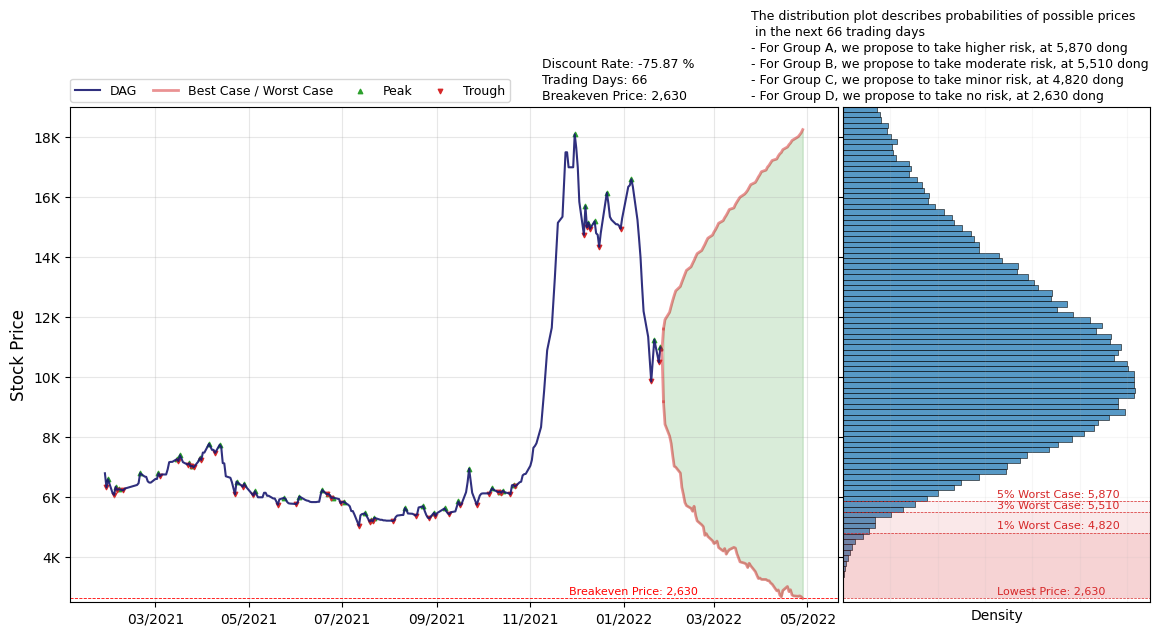 The distribution plot describes probabilities of possible prices
in the next 66 trading days
- For Group A, we propose to take higher risk, at 5,870 dong
- For Group B, we propose to take moderate risk, at 5,510 dong
- For Group C, we propose to take minor risk, at 4,820 dong
- For Group D, we propose to take no risk, at 2,630 dong
Discount Rate: -75.87 %
Trading Days: 66
Breakeven Price: 2,630
DAG Best Case / Worst Case Peak Trough
Stock Price
18K
16K
14K
12K
10K
8K
6K
4K
Breakeven Price: 2,630
03/2021 05/2021 07/2021 09/2021 11/2021 01/2022 03/2022 05/2022
5% Worst Case: 5,870
3% Worst Case: 5,510
1% Worst Case: 4,820
Lowest Price: 2,630
Density